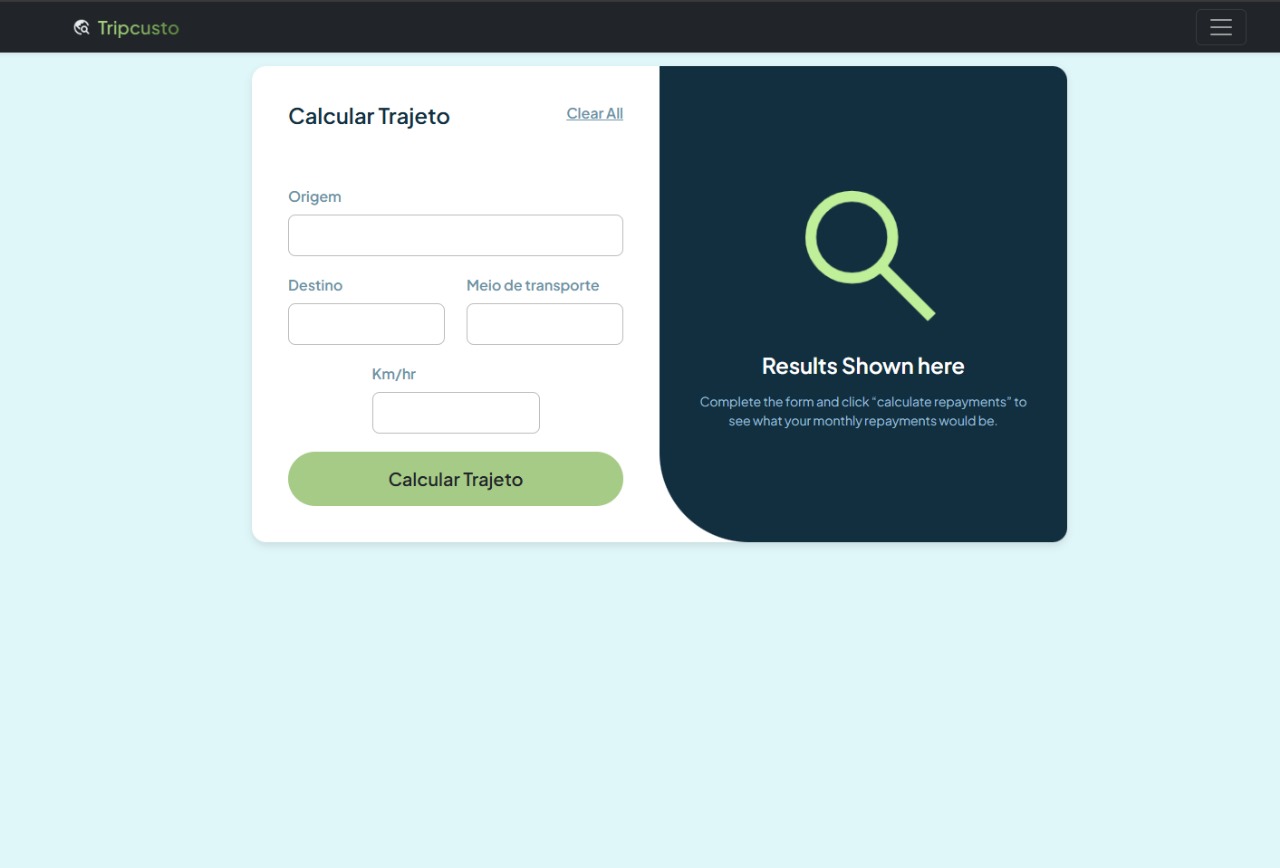 Tripcusto
Calcular Trajeto
Clear All
Origem
Destino
Meio de transporte
Km/hr
Calcular Trajeto
Results Shown here
Complete the form and click “calculate repayments” to
see what your monthly repayments would be.